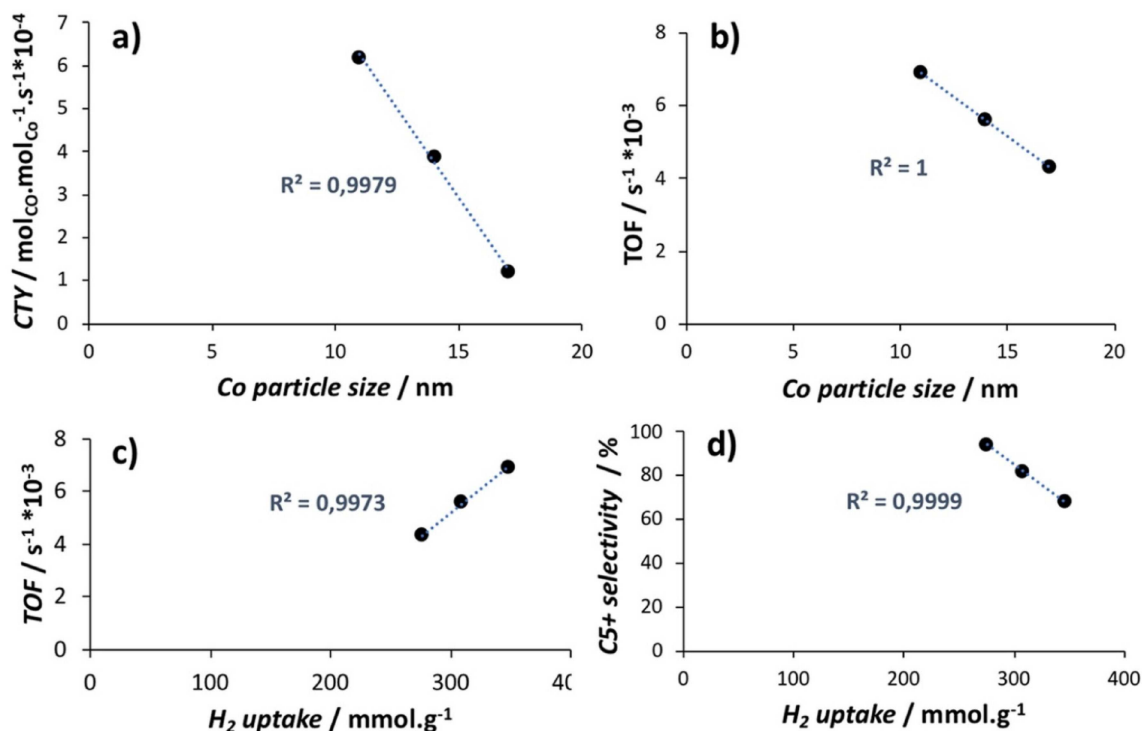 a)
CTY / molCO.molCo-1.s-1*10-4
7
6
5
4
3
2
1
0
R² = 0,9979
0 5 10 15 20
Co particle size / nm
b)
TOF / s-1 *10-3
8
6
4
2
0
R² = 1
0 5 10 15 20
Co particle size / nm
c)
TOF / s-1 *10-3
8
6
4
2
0
R² = 0,9973
0 100 200 300
H2 uptake / mmol.g-1
d)
C5+ selectivity / %
100
80
60
40
20
0
R² = 0,9999
0 100 200 300 400
H2 uptake / mmol.g-1